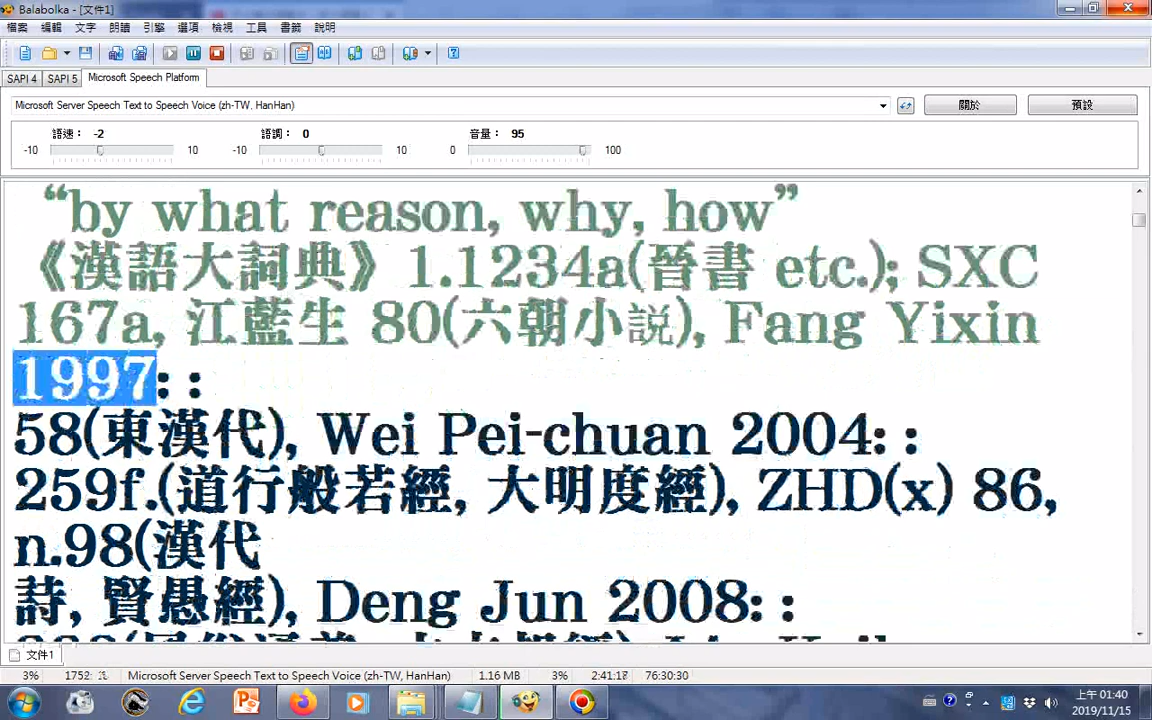 Balabolka - [文件1]
檔案 編輯 文字 朗讀 引擎 選項 檢視 工具 書籤 說明
SAPI 4 SAPI 5 Microsoft Speech Platform
Microsoft Server Speech Text to Speech Voice (zh-TW, HanHan) 關於 預設
語速： -2 語調： 0 音量： 95
-10 10 -10 10 0 100
“by what reason, why, how”
《漢語大詞典》 1.1234a(晉書 etc.); SXC
167a, 江藍生 80(六朝小説), Fang Yixin
1997: :
58(東漢代), Wei Pei-chuan 2004: :
259f.(道行般若經, 大明度經), ZHD(x) 86,
n.98(漢代
詩, 賢愚經), Deng Jun 2008: :
文件1
3% 1752: Microsoft Server Speech Text to Speech Voice (zh-TW, HanHan) 1.16 MB 3% 2:41:17 76:30:30
上午 01:40
2019/11/15